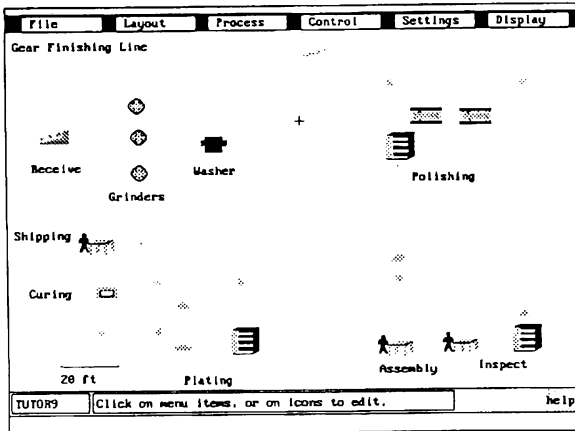 File Layout Process Control Settings Display
Gear Finishing Line
Receive
Grinders
Washer
Polishing
Shipping
Curing
20 ft
Plating
Assembly
Inspect
TUTOR9 Click on menu items, or on icons to edit. help